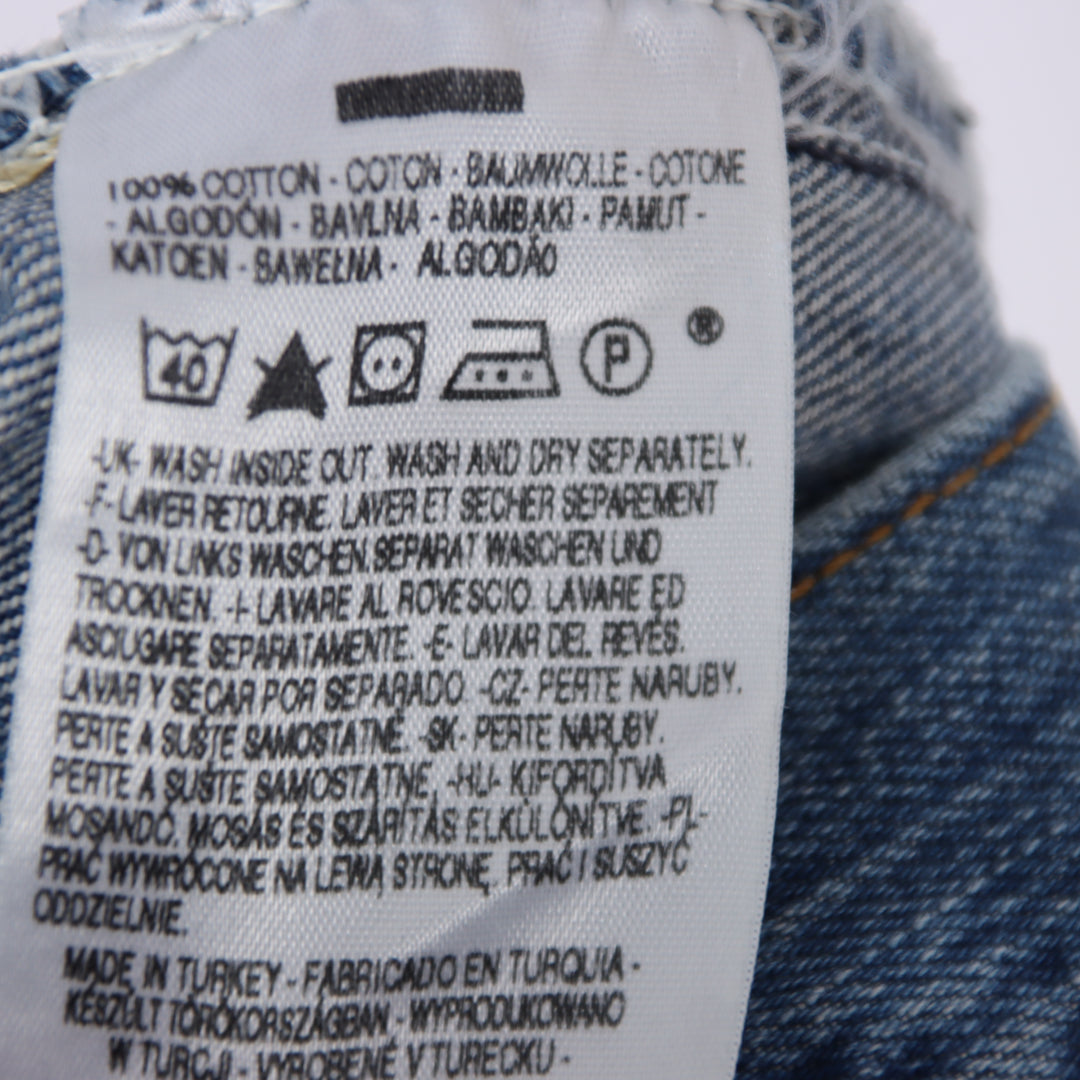 100% COTTON - COTON - BAUMWOLLE - COTONE
- ALGODÓN - BAVLNA - BAMBAKI - PAMUT -
KATOEN - BAWEŁNA - ALGODÃO
40
P ®
-UK- WASH INSIDE OUT. WASH AND DRY SEPARATELY.
-F- LAVER RETOURNE. LAVER ET SECHER SEPAREMENT
-D- VON LINKS WASCHEN. SEPARAT WASCHEN UND
TROCKNEN. -I- LAVARE AL ROVESCIO. LAVARE ED
ASCIUGARE SEPARATAMENTE. -E- LAVAR DEL REVÉS.
LAVAR Y SECAR POR SEPARADO. -CZ- PERTE NARUBY.
PERTE A SUŠTE SAMOSTATNĚ. -SK- PERTE NARUBY.
PERTE A SUŠTE SAMOSTATNE. -HU- KIFORDÍTVA
MOSANDÓ. MOSÁS ÉS SZÁRÍTÁS ELKÜLÖNÍTVE. -PL-
PRAĆ WYWRÓCONE NA LEWĄ STRONĘ, PRAĆ I SUSZYĆ
ODDZIELNIE.
MADE IN TURKEY - FABRICADO EN TURQUIA -
KÉSZÜLT TÖRÖKORSZÁGBAN - WYPRODUKOWANO
W TURCJI - VYROBENÉ V TURECKU -